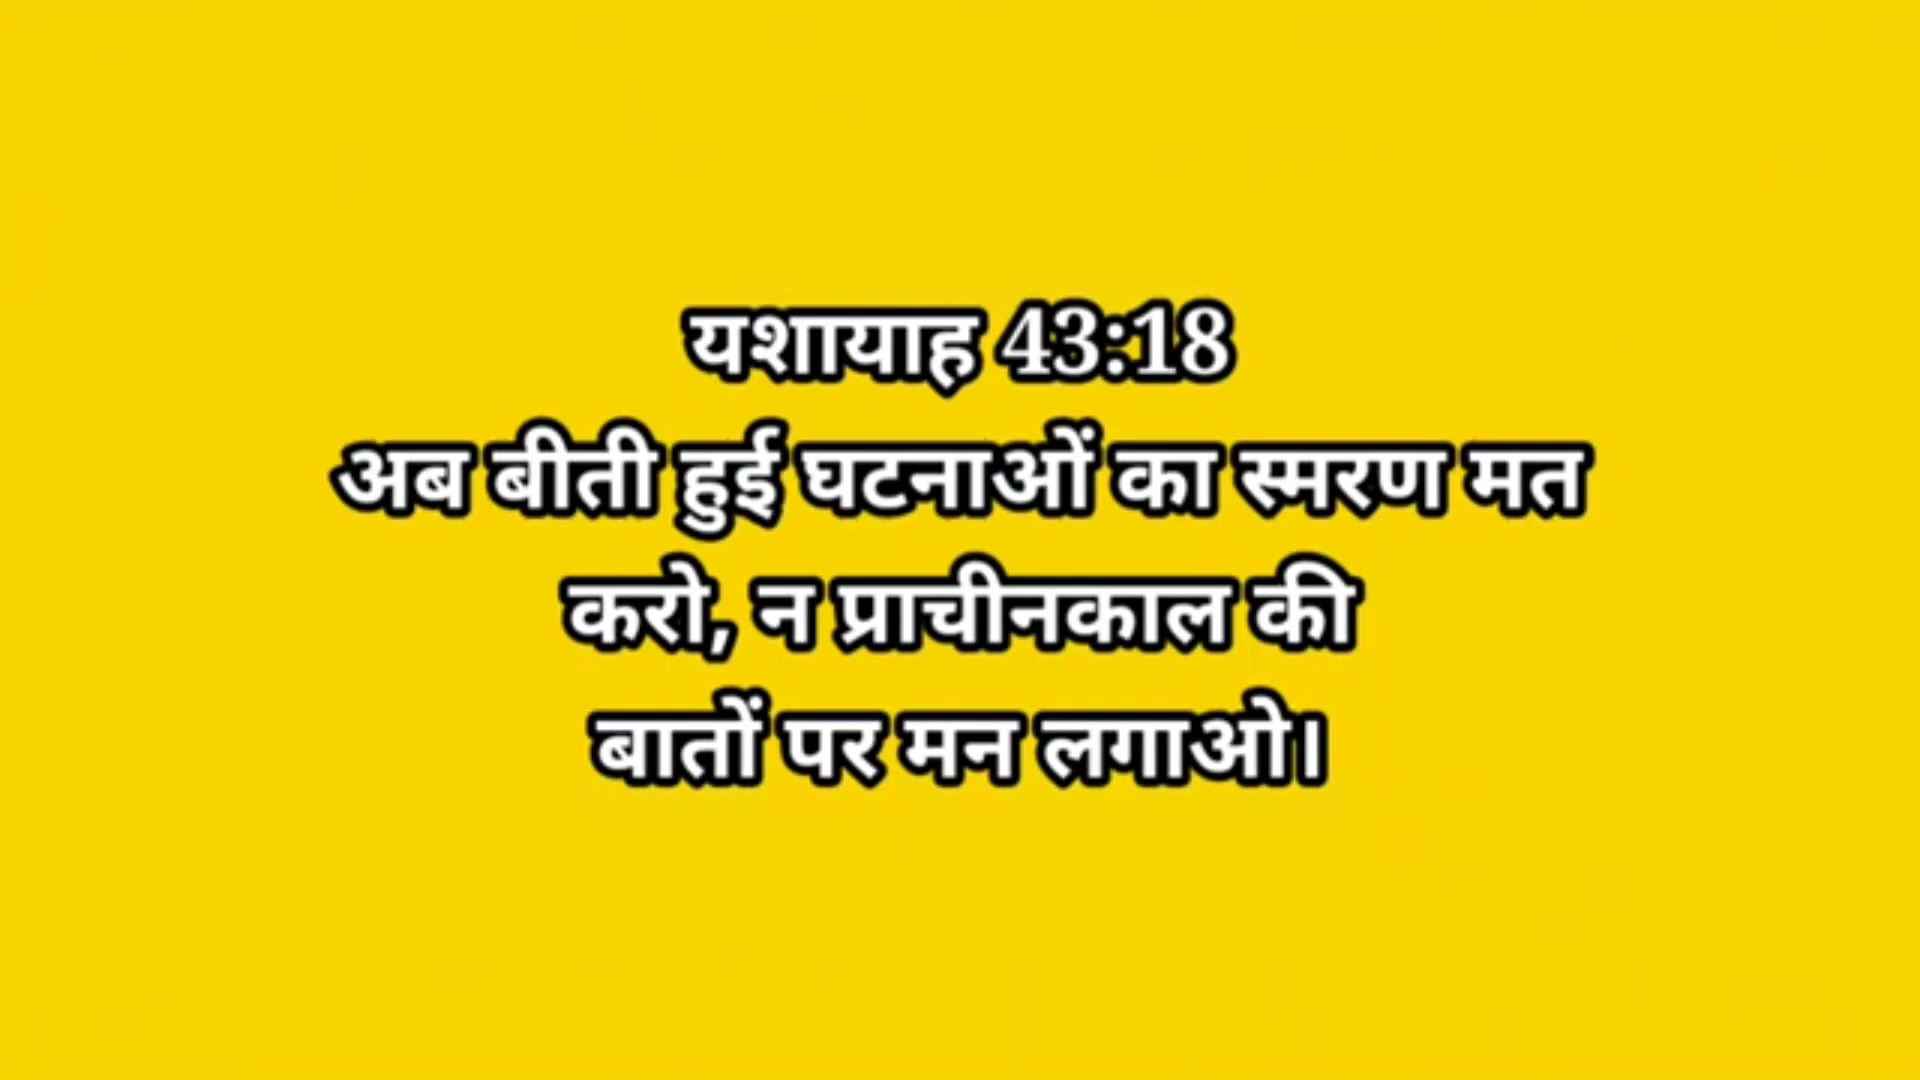 यशायाह 43:18
अब बीती हुई घटनाओं का स्मरण मत
करो, न प्राचीनकाल की
बातों पर मन लगाओ।